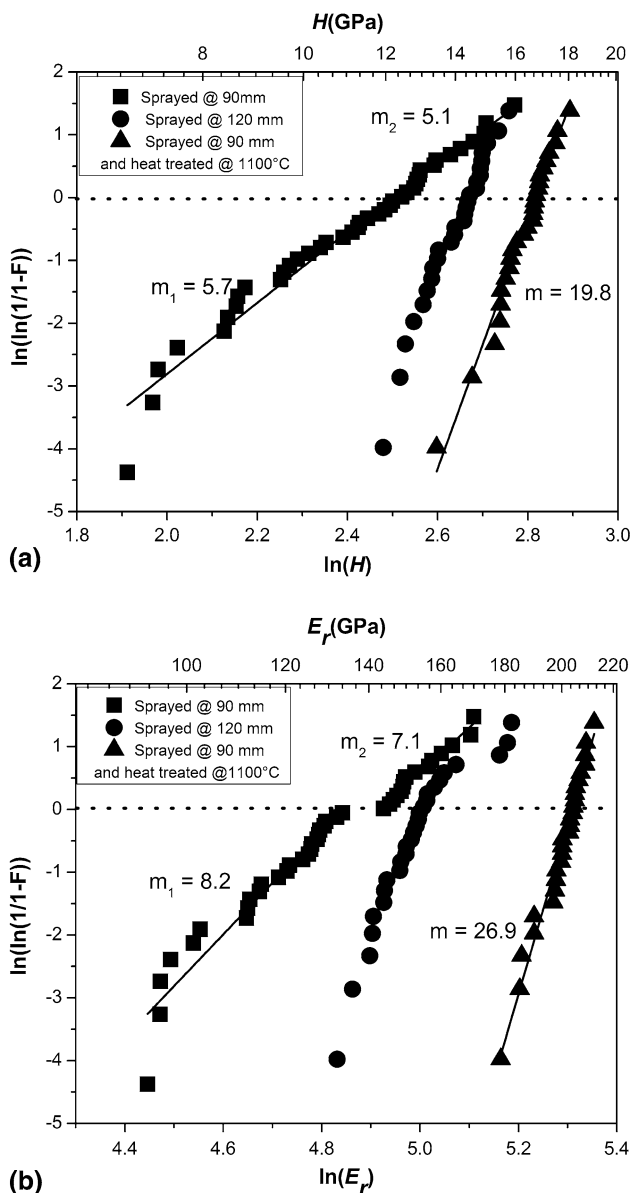 H(GPa)
8 10 12 14 16 18 20
Sprayed @ 90mm
Sprayed @ 120 mm
Sprayed @ 90 mm
and heat treated @ 1100°C
m2 = 5.1
m1 = 5.7
m = 19.8
ln(ln(1/1-F))
2
1
0
-1
-2
-3
-4
-5
1.8 2.0 2.2 2.4 2.6 2.8 3.0
ln(H)
(a)
Er(GPa)
100 120 140 160 180 200 220
Sprayed @ 90 mm
Sprayed @ 120 mm
Sprayed @ 90 mm
and heat treated @1100°C
m2 = 7.1
m1 = 8.2
m = 26.9
ln(ln(1/1-F))
2
1
0
-1
-2
-3
-4
-5
4.4 4.6 4.8 5.0 5.2 5.4
ln(Er)
(b)